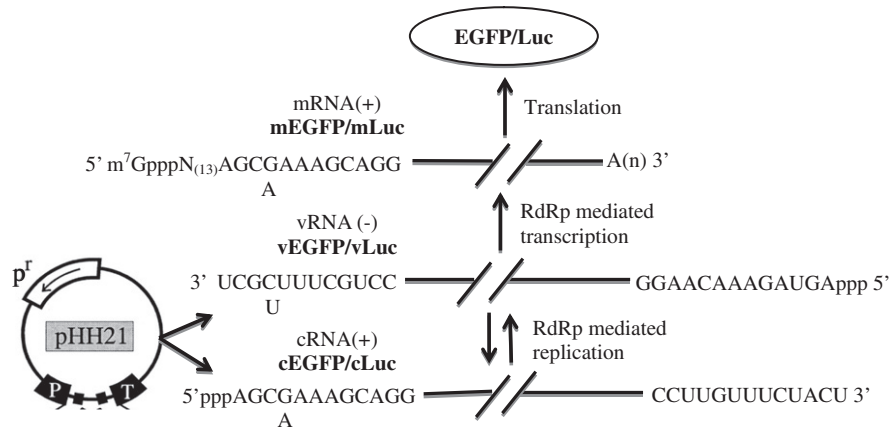 EGFP/Luc
Translation
mRNA(+)
mEGFP/mLuc
5' m⁷GpppN₍₁₃₎AGCGAAAGCAGG
A
A(n) 3'
RdRp mediated
transcription
vRNA (-)
vEGFP/vLuc
3' UCGCUUUCGUCC
U
GGAACAAAGAUGAppp 5'
pʳ
pHH21
P
T
RdRp mediated
replication
cRNA(+)
cEGFP/cLuc
5'pppAGCGAAAGCAGG
A
CCUUGUUUCUACU 3'